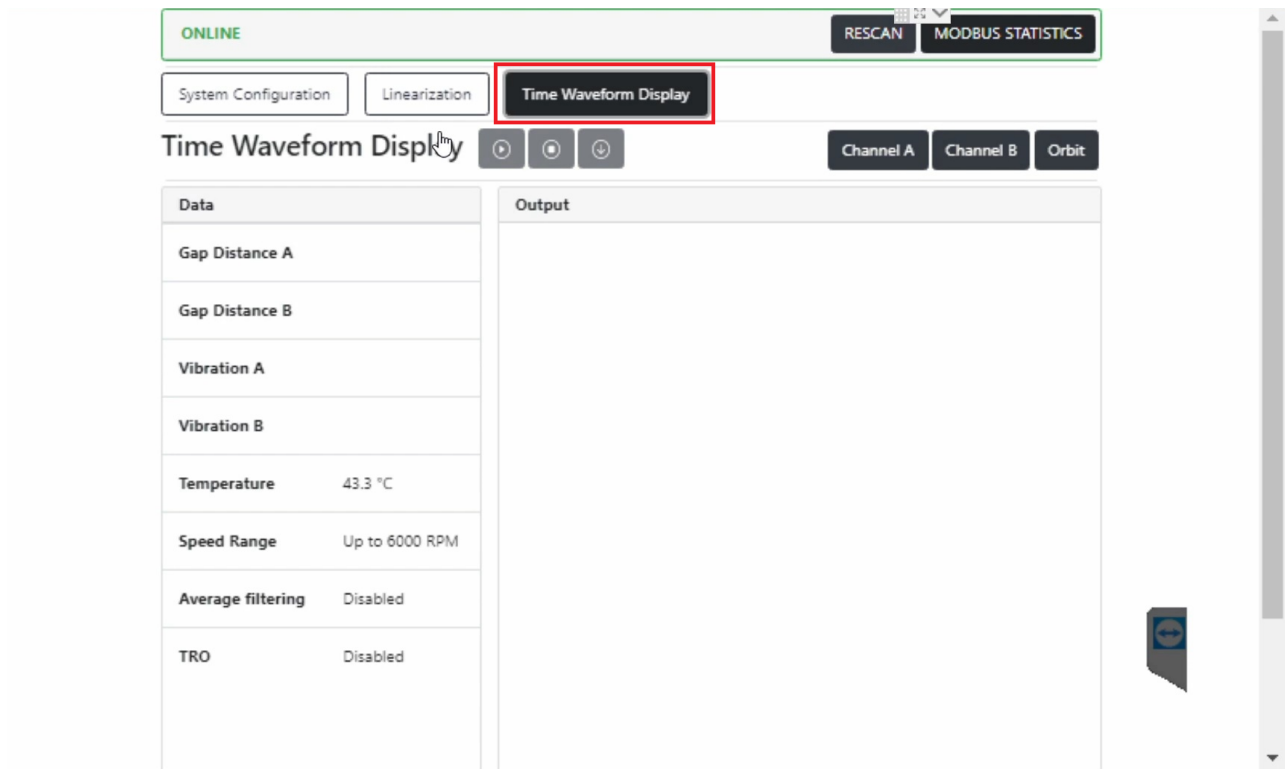 ONLINE RESCAN MODBUS STATISTICS
System Configuration Linearization Time Waveform Display
Time Waveform Display Channel A Channel B Orbit
Data Output
Gap Distance A
Gap Distance B
Vibration A
Vibration B
Temperature 43.3 °C
Speed Range Up to 6000 RPM
Average filtering Disabled
TRO Disabled